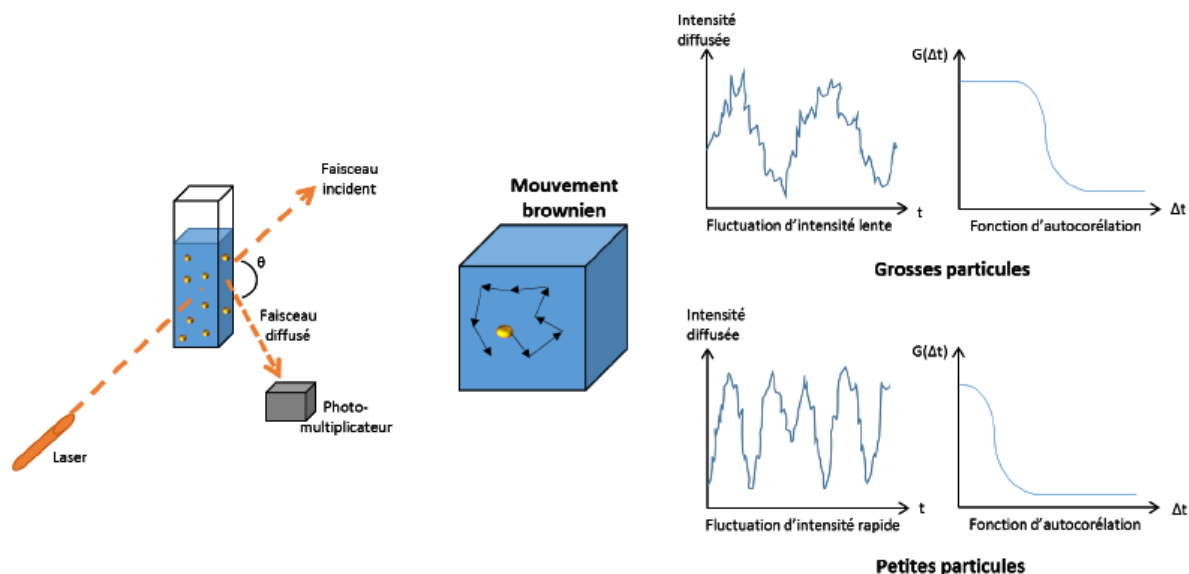 Faisceau
incident
θ
Faisceau
diffusé
Photo-
multiplicateur
Laser
Mouvement
brownien
Intensité
diffusée
t
Fluctuation d'intensité lente
G(Δt)
Δt
Fonction d'autocorélation
Grosses particules
Intensité
diffusée
t
Fluctuation d'intensité rapide
G(Δt)
Δt
Fonction d'autocorélation
Petites particules